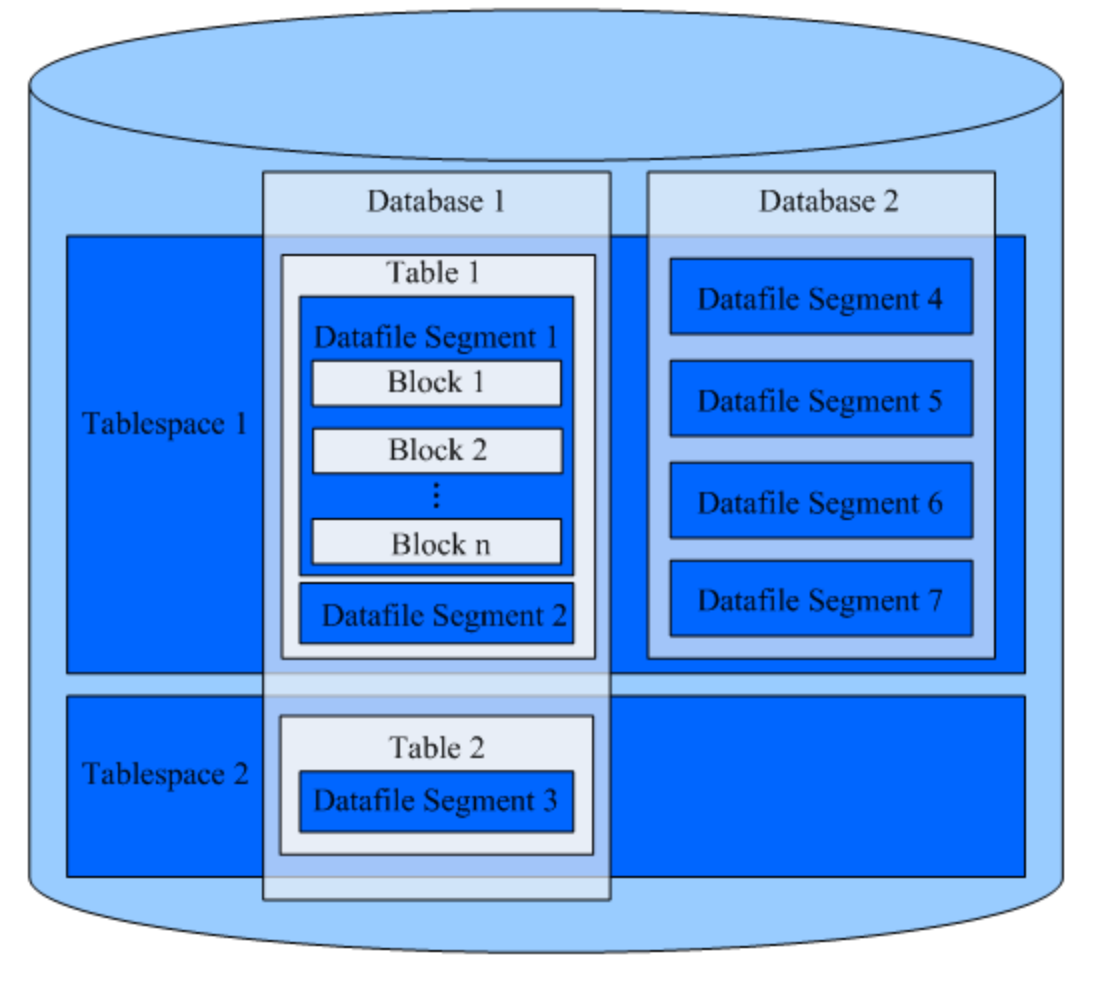 Database 1
Database 2
Tablespace 1
Table 1
Datafile Segment 1
Block 1
Block 2
⋮
Block n
Datafile Segment 2
Datafile Segment 4
Datafile Segment 5
Datafile Segment 6
Datafile Segment 7
Tablespace 2
Table 2
Datafile Segment 3